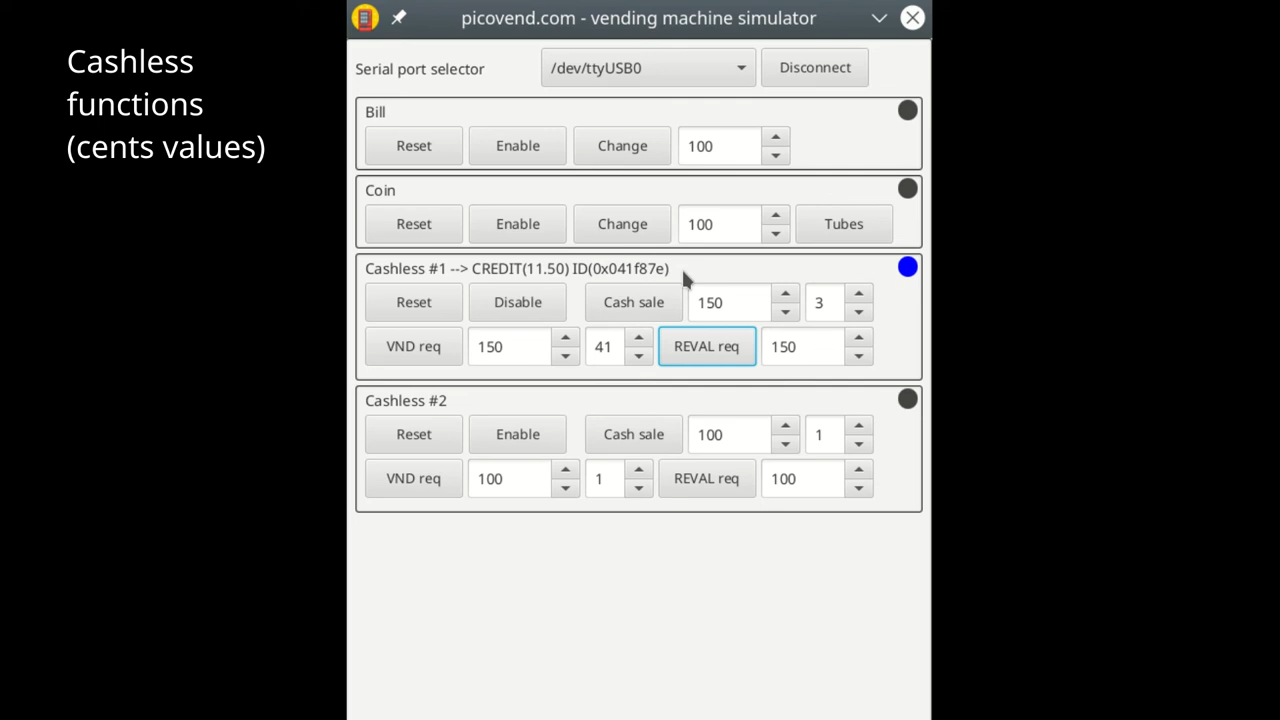 Cashless
functions
(cents values)
picovend.com - vending machine simulator
Serial port selector /dev/ttyUSB0 Disconnect
Bill
Reset Enable Change 100
Coin
Reset Enable Change 100 Tubes
Cashless #1 --> CREDIT(11.50) ID(0x041f87e)
Reset Disable Cash sale 150 3
VND req 150 41 REVAL req 150
Cashless #2
Reset Enable Cash sale 100 1
VND req 100 1 REVAL req 100